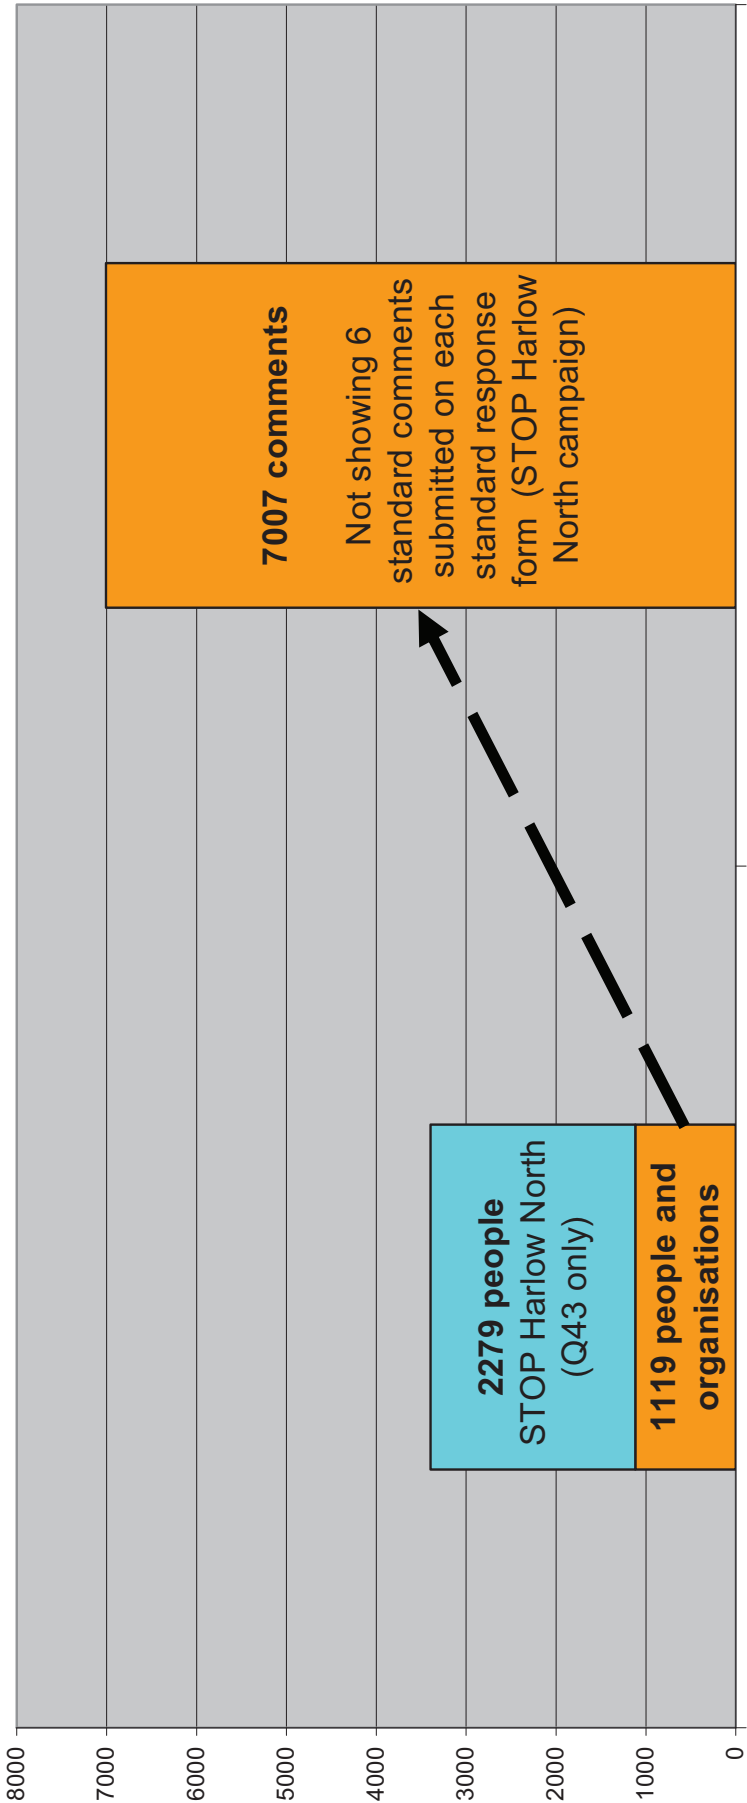 8000
7000
6000
5000
4000
3000
2000
1000
0
2279 people
STOP Harlow North
(Q43 only)
1119 people and
organisations
7007 comments
Not showing 6
standard comments
submitted on each
standard response
form (STOP Harlow
North campaign)